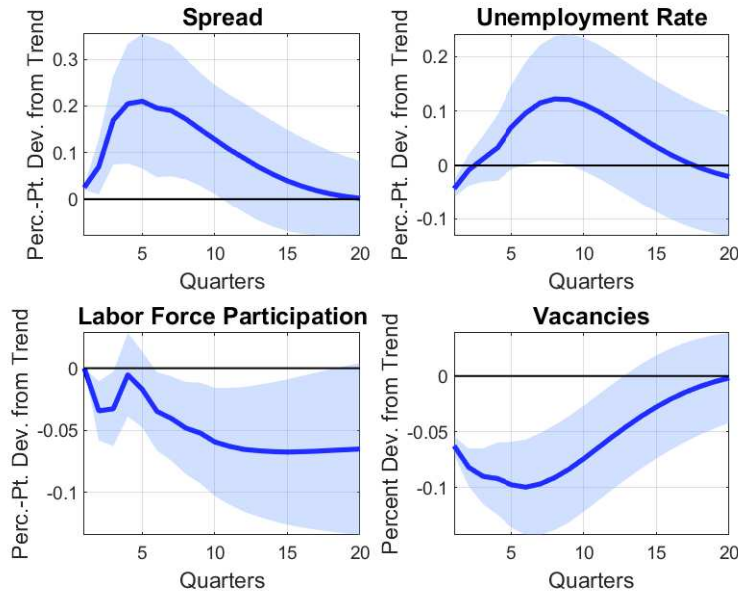 Spread
Perc.-Pt. Dev. from Trend
0.3
0.2
0.1
0
5
10
15
20
Quarters
Unemployment Rate
Perc.-Pt. Dev. from Trend
0.2
0.1
0
-0.1
5
10
15
20
Quarters
Labor Force Participation
Perc.-Pt. Dev. from Trend
0
-0.05
-0.1
5
10
15
20
Quarters
Vacancies
Percent Dev. from Trend
0
-0.05
-0.1
5
10
15
20
Quarters